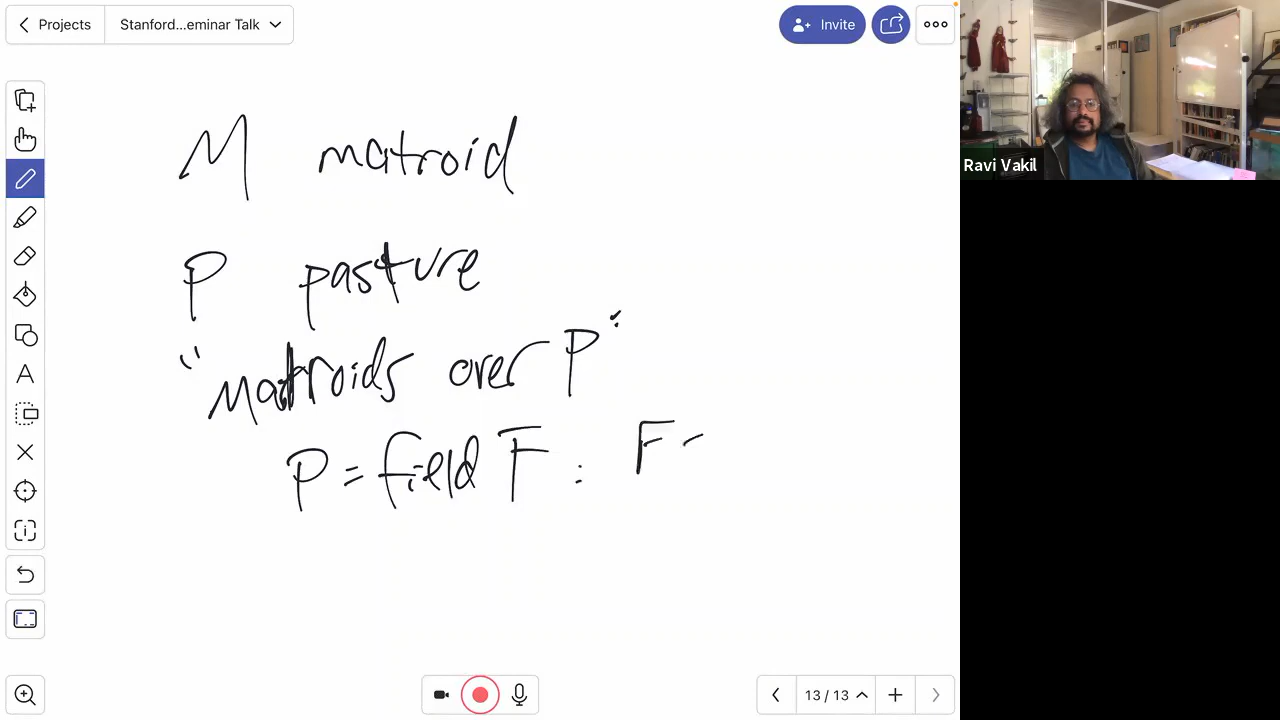 Projects
Stanford...eminar Talk
Invite
M matroid
P pasture
"Matroids over P"
P = field F : F -
A
13 / 13
Ravi Vakil